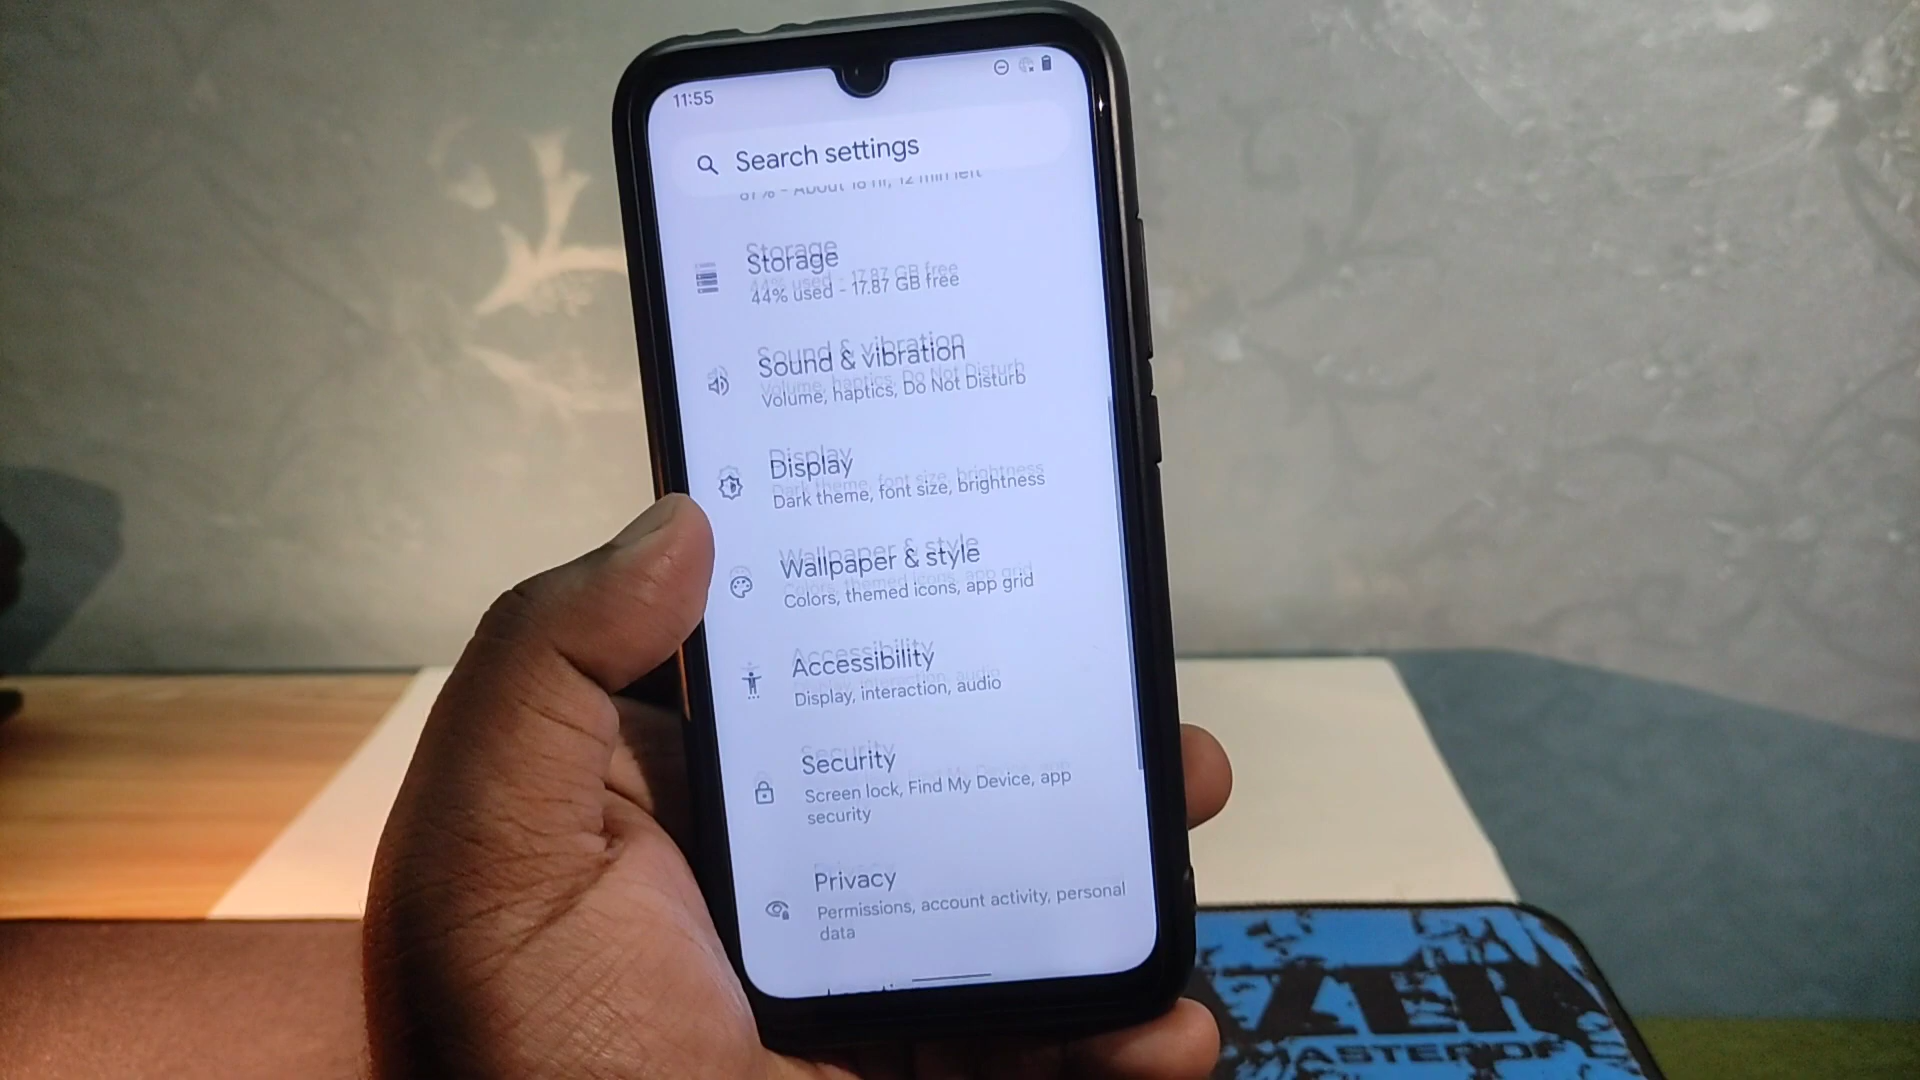 11:55
Search settings
Storage
44% used - 17.87 GB free
Sound & vibration
Volume, haptics, Do Not Disturb
Display
Dark theme, font size, brightness
Wallpaper & style
Colors, themed icons, app grid
Accessibility
Display, interaction, audio
Security
Screen lock, Find My Device, app
security
Privacy
Permissions, account activity, personal
data
MASTER OF